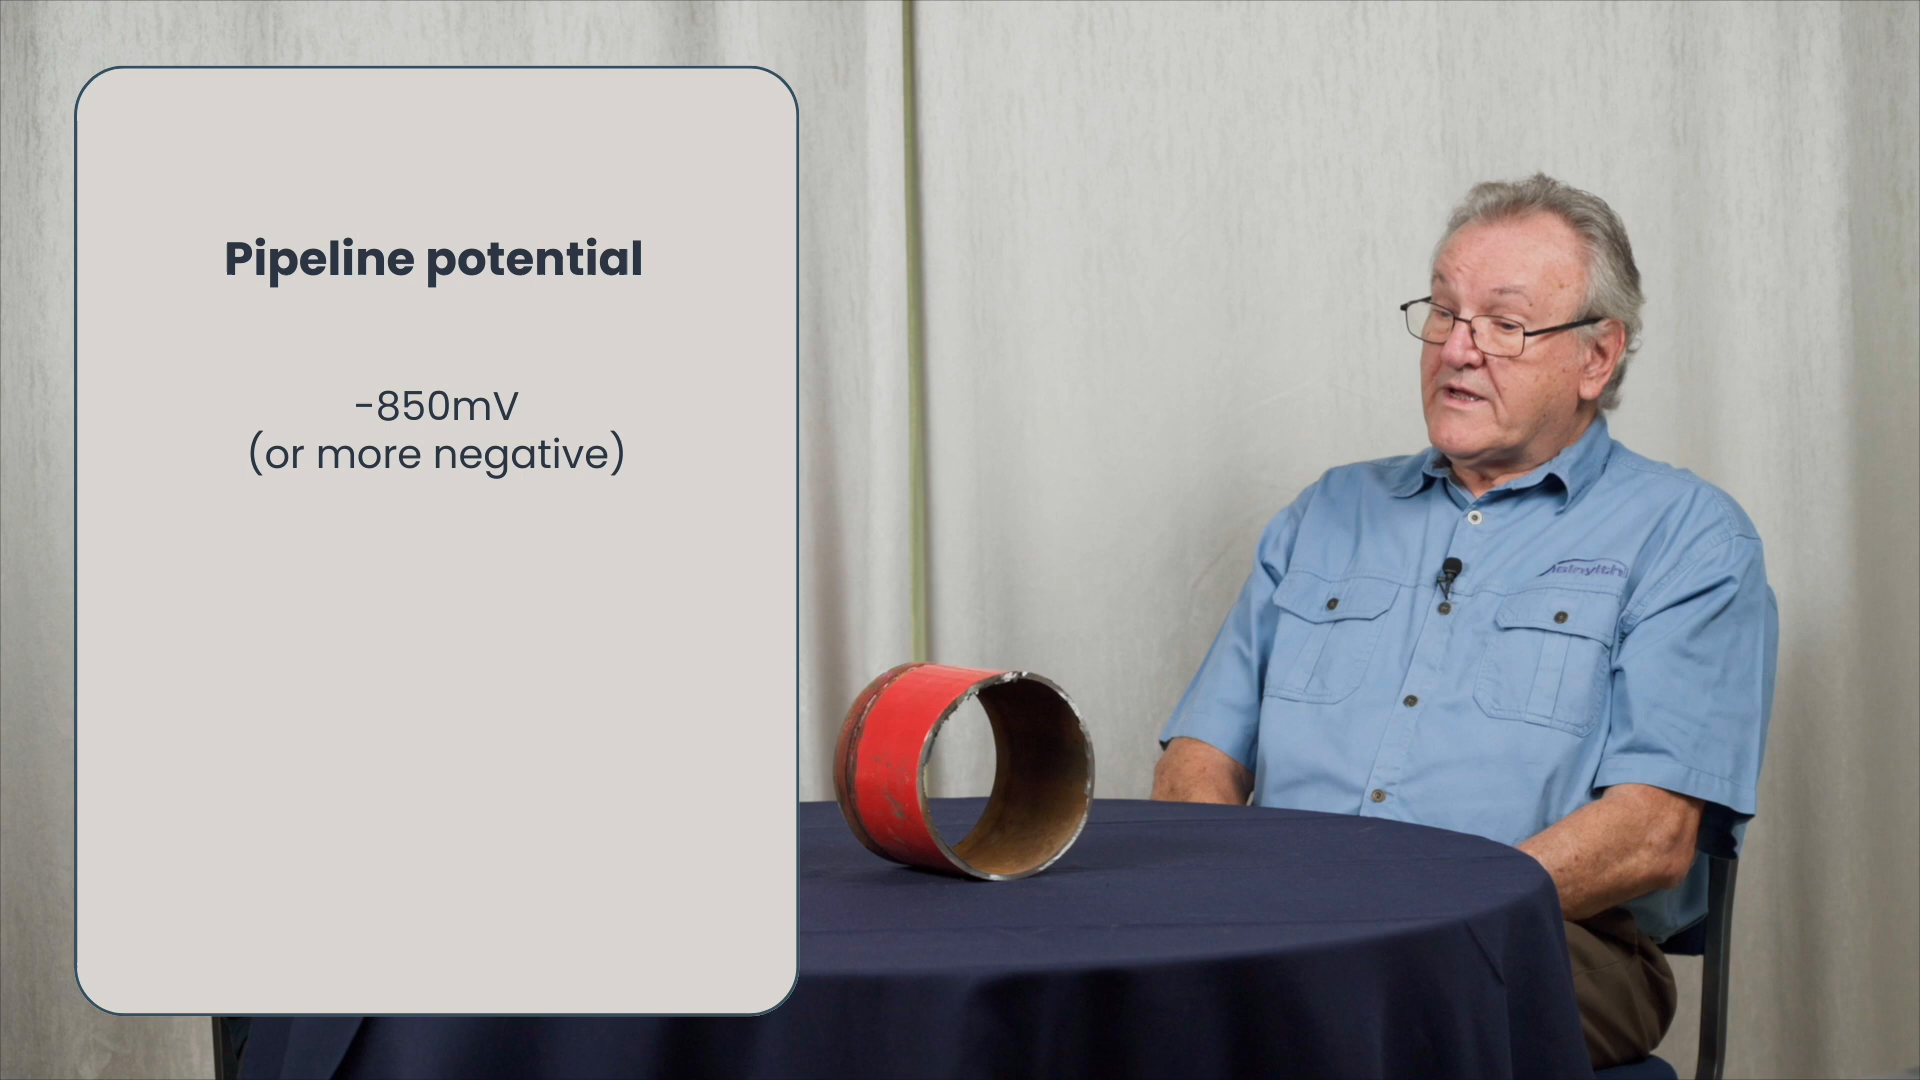 Pipeline potential
-850mV
(or more negative)